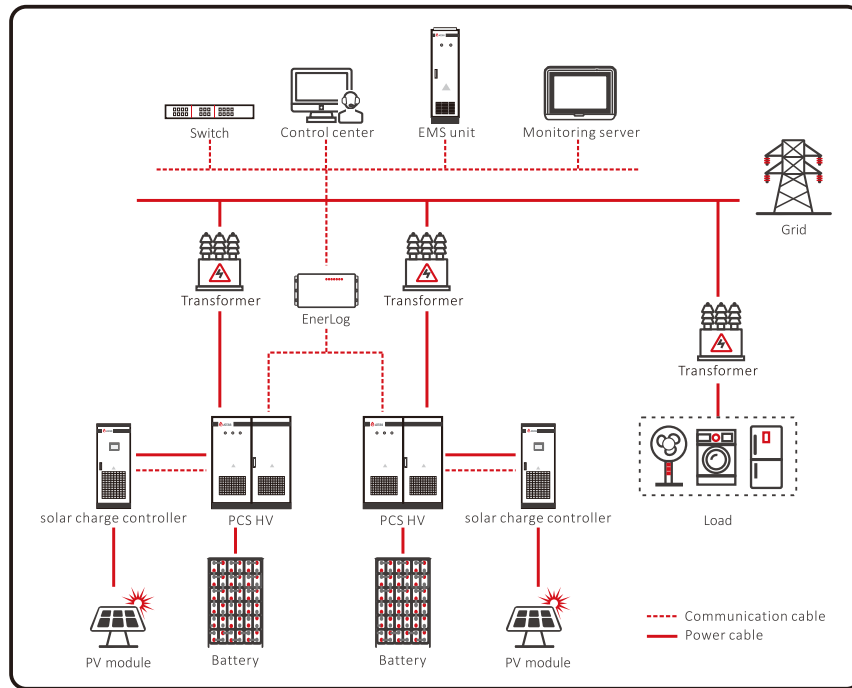 Switch
Control center
EMS unit
Monitoring server
Grid
Transformer
Transformer
EnerLog
Transformer
solar charge controller
PCS HV
PCS HV
solar charge controller
Load
Communication cable
Power cable
PV module
Battery
Battery
PV module